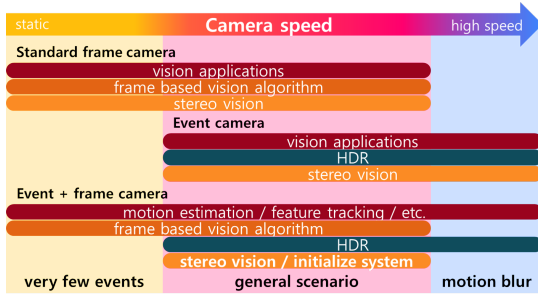 static Camera speed high speed
Standard frame camera
vision applications
frame based vision algorithm
stereo vision
Event camera
vision applications
HDR
stereo vision
Event + frame camera
motion estimation / feature tracking / etc.
frame based vision algorithm
HDR
stereo vision / initialize system
very few events general scenario motion blur